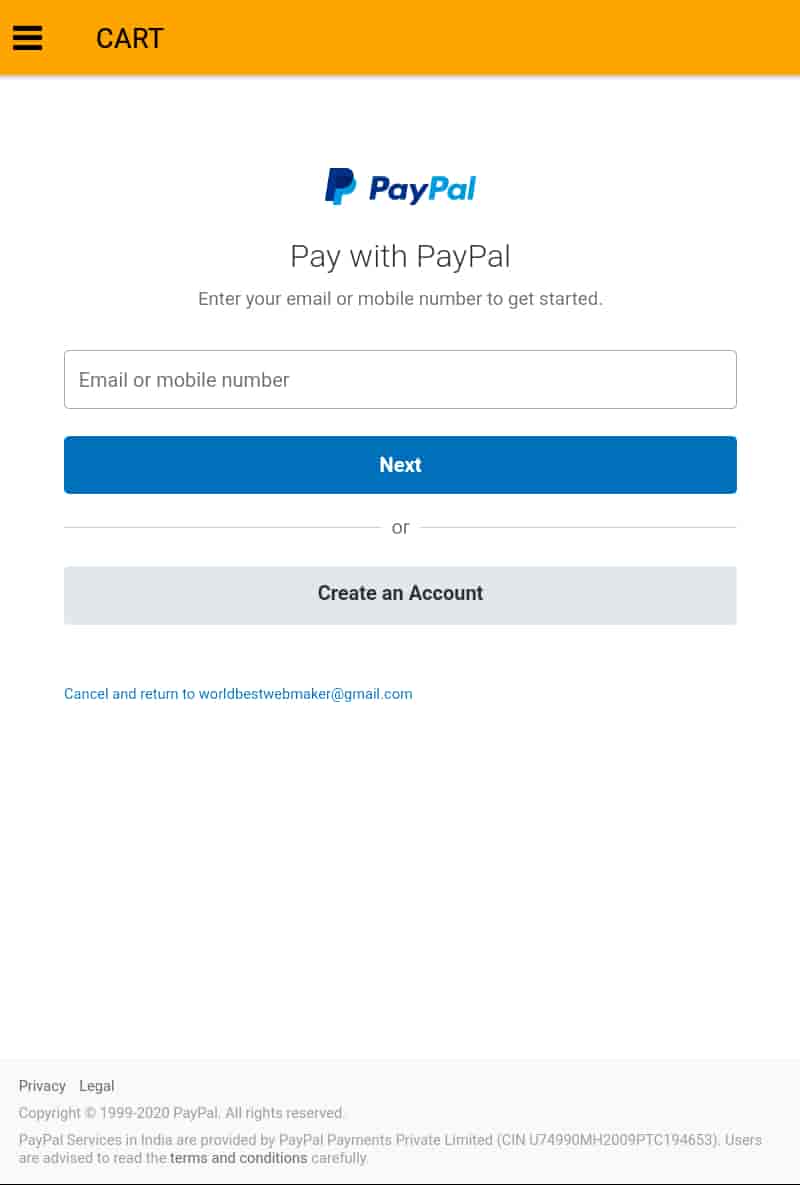 CART
PayPal
Pay with PayPal
Enter your email or mobile number to get started.
Email or mobile number
Next
or
Create an Account
Cancel and return to worldbestwebmaker@gmail.com
Privacy Legal
Copyright © 1999-2020 PayPal. All rights reserved.
PayPal Services in India are provided by PayPal Payments Private Limited (CIN U74990MH2009PTC194653). Users
are advised to read the terms and conditions carefully.